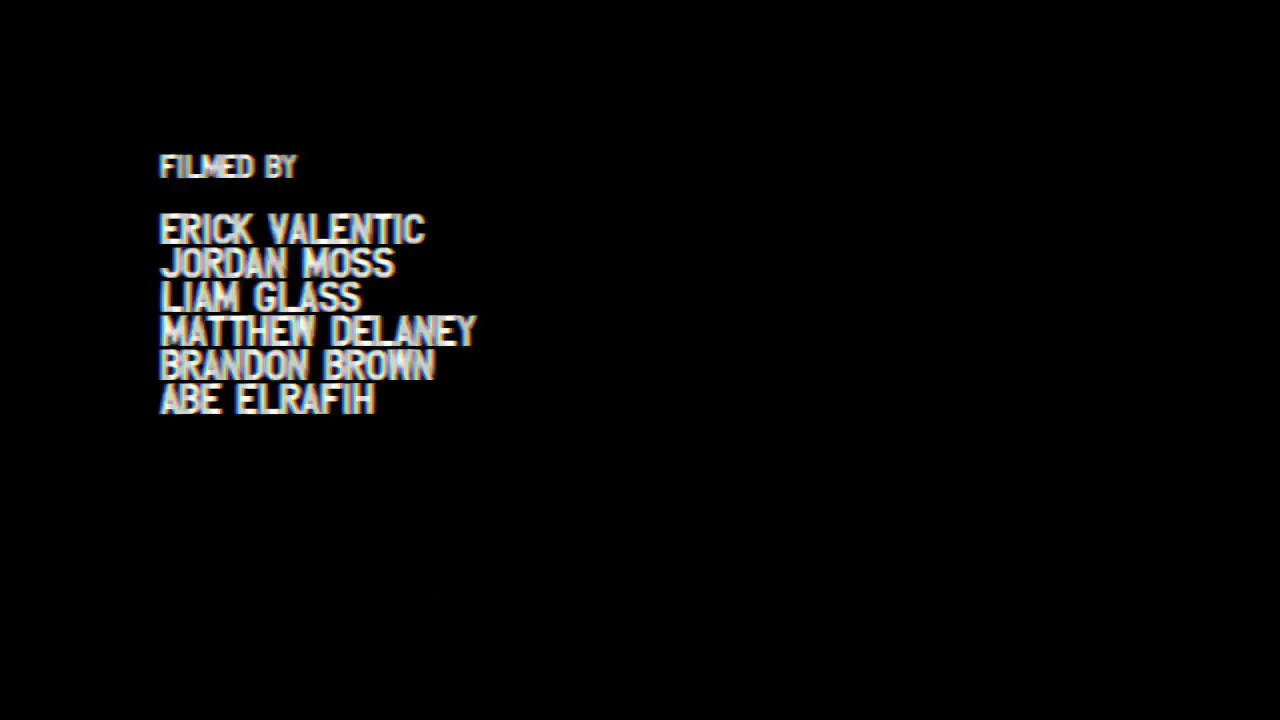 FILMED BY
ERICK VALENTIC
JORDAN MOSS
LIAM GLASS
MATTHEW DELANEY
BRANDON BROWN
ABE ELRAFIH